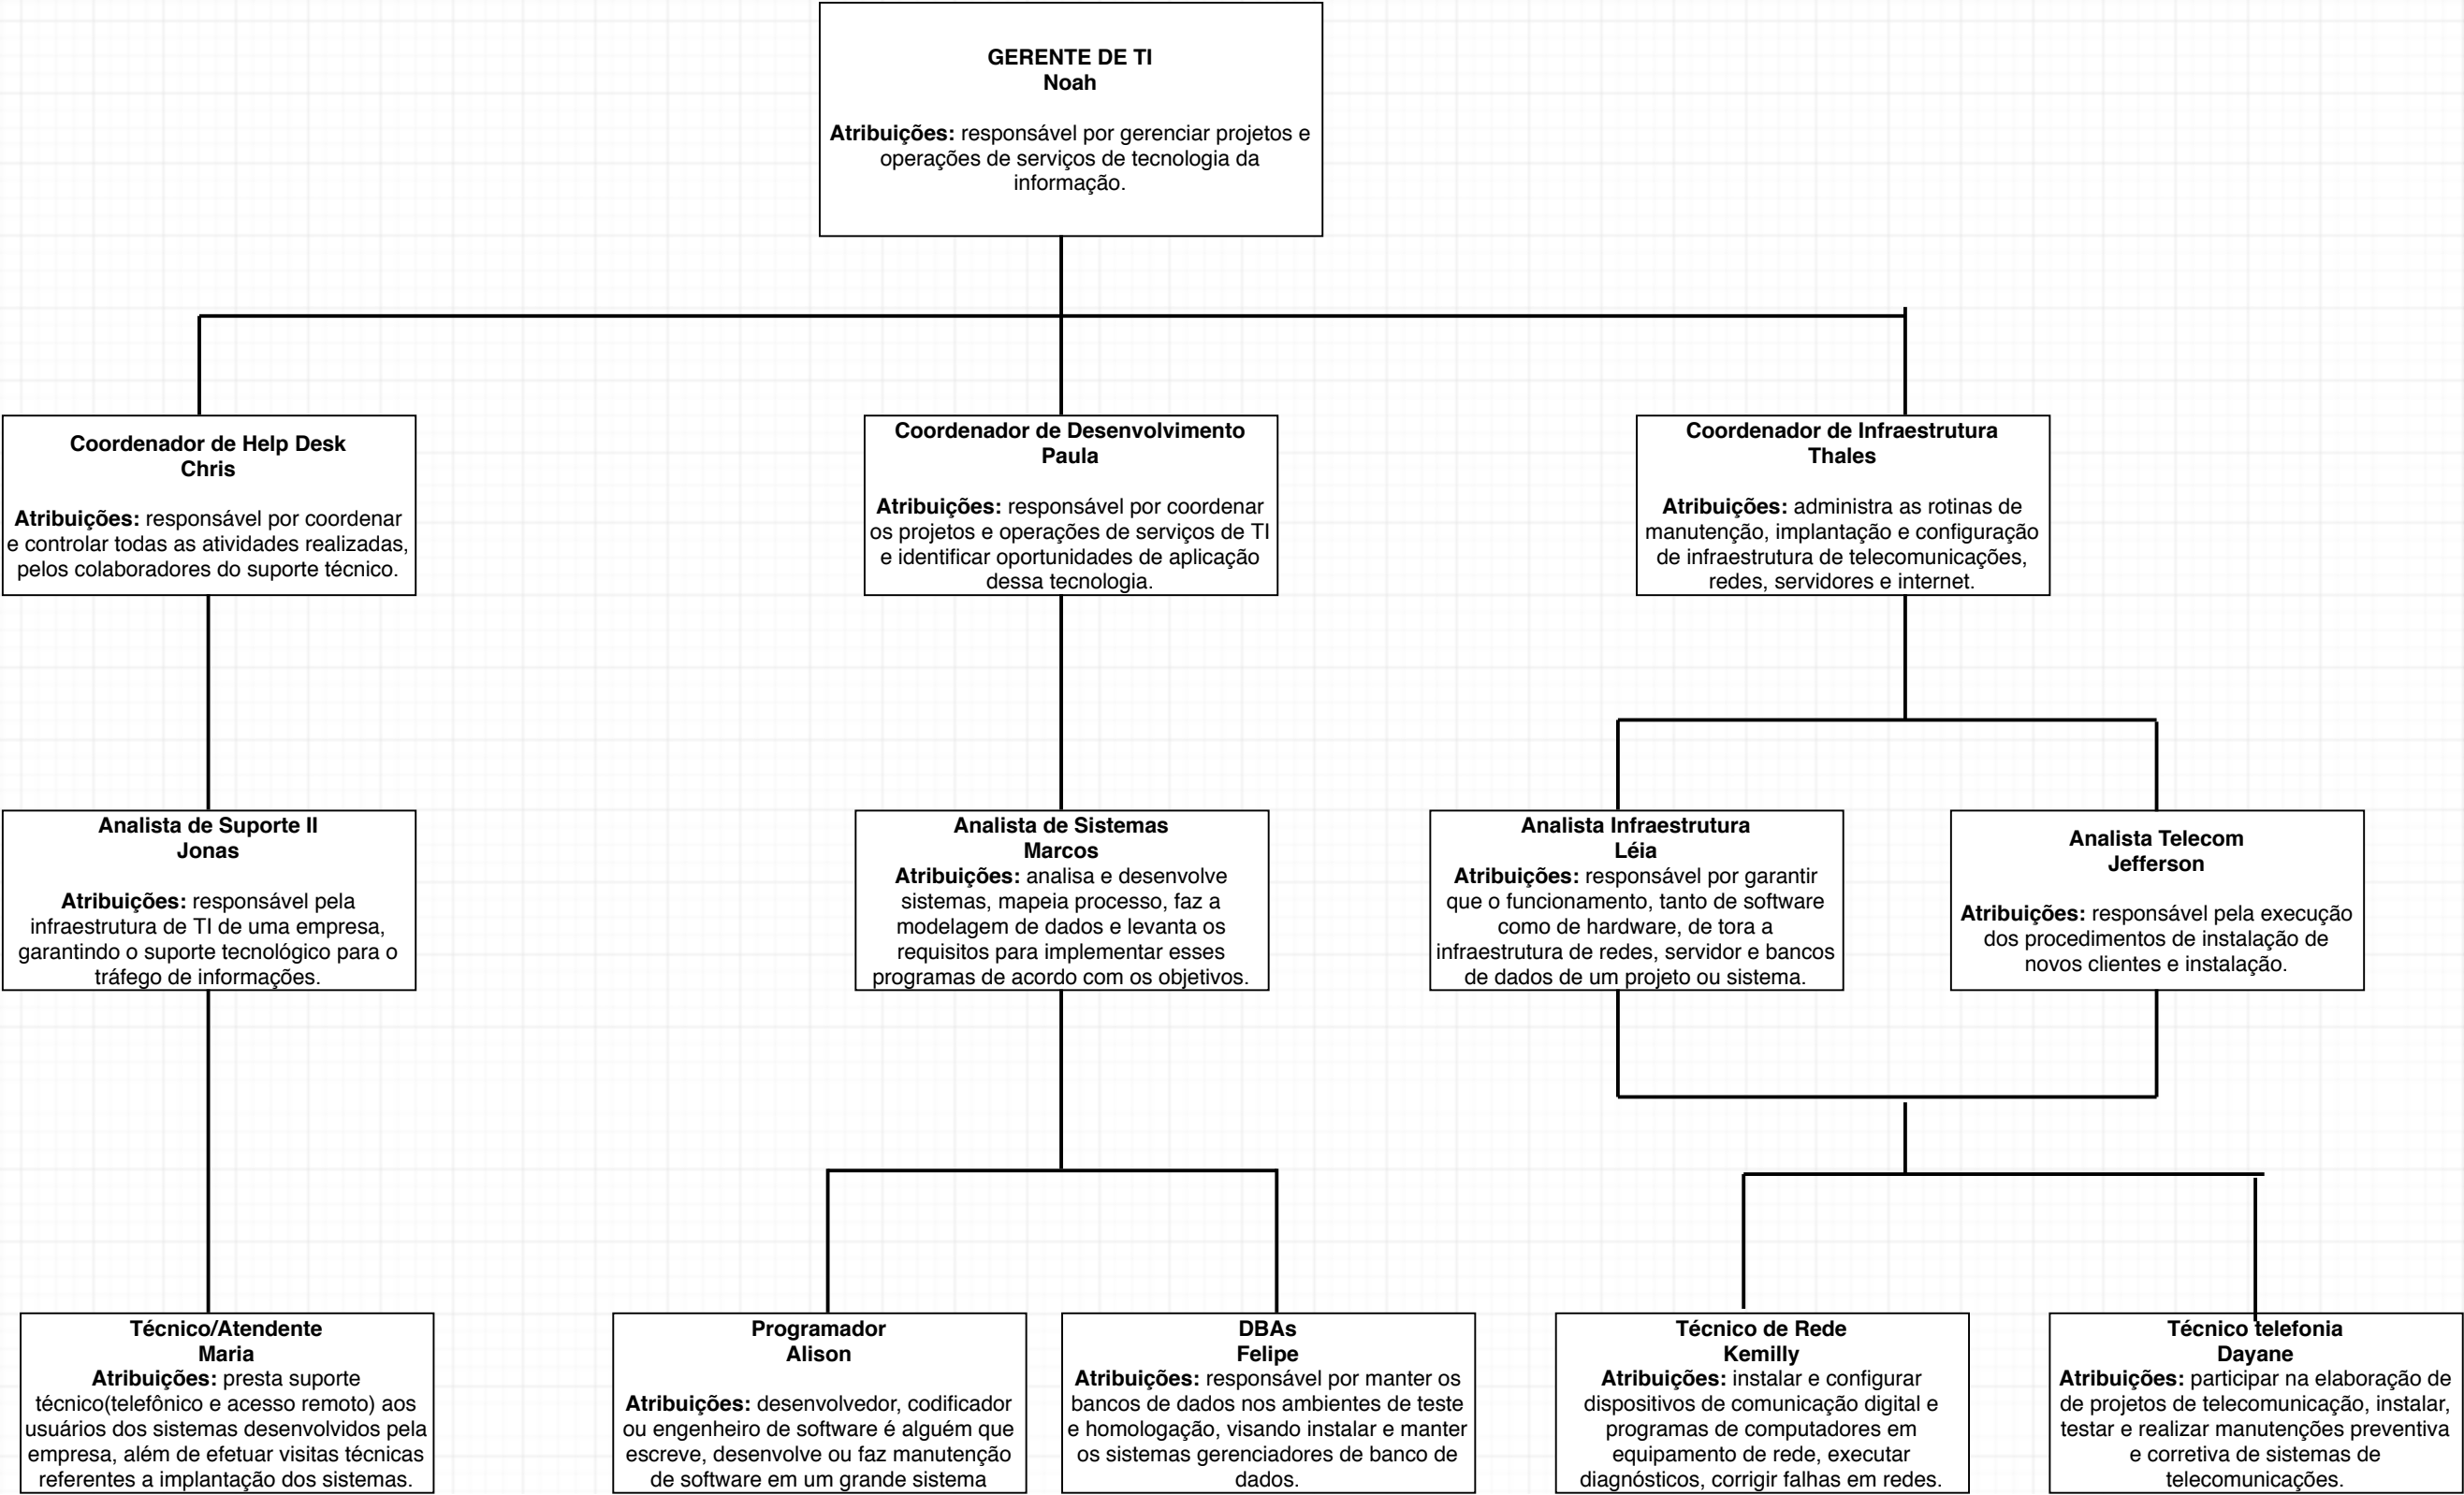 GERENTE DE TI
Noah
Atribuições: responsável por gerenciar projetos e
operações de serviços de tecnologia da
informação.
Coordenador de Help Desk
Chris
Atribuições: responsável por coordenar
e controlar todas as atividades realizadas,
pelos colaboradores do suporte técnico.
Coordenador de Desenvolvimento
Paula
Atribuições: responsável por coordenar
os projetos e operações de serviços de TI
e identificar oportunidades de aplicação
dessa tecnologia.
Coordenador de Infraestrutura
Thales
Atribuições: administra as rotinas de
manutenção, implantação e configuração
de infraestrutura de telecomunicações,
redes, servidores e internet.
Analista de Suporte II
Jonas
Atribuições: responsável pela
infraestrutura de TI de uma empresa,
garantindo o suporte tecnológico para o
tráfego de informações.
Analista de Sistemas
Marcos
Atribuições: analisa e desenvolve
sistemas, mapeia processo, faz a
modelagem de dados e levanta os
requisitos para implementar esses
programas de acordo com os objetivos.
Analista Infraestrutura
Léia
Atribuições: responsável por garantir
que o funcionamento, tanto de software
como de hardware, de tora a
infraestrutura de redes, servidor e bancos
de dados de um projeto ou sistema.
Analista Telecom
Jefferson
Atribuições: responsável pela execução
dos procedimentos de instalação de
novos clientes e instalação.
Técnico/Atendente
Maria
Atribuições: presta suporte
técnico(telefônico e acesso remoto) aos
usuários dos sistemas desenvolvidos pela
empresa, além de efetuar visitas técnicas
referentes a implantação dos sistemas.
Programador
Alison
Atribuições: desenvolvedor, codificador
ou engenheiro de software é alguém que
escreve, desenvolve ou faz manutenção
de software em um grande sistema
DBAs
Felipe
Atribuições: responsável por manter os
bancos de dados nos ambientes de teste
e homologação, visando instalar e manter
os sistemas gerenciadores de banco de
dados.
Técnico de Rede
Kemilly
Atribuições: instalar e configurar
dispositivos de comunicação digital e
programas de computadores em
equipamento de rede, executar
diagnósticos, corrigir falhas em redes.
Técnico telefonia
Dayane
Atribuições: participar na elaboração de
de projetos de telecomunicação, instalar,
testar e realizar manutenções preventiva
e corretiva de sistemas de
telecomunicações.